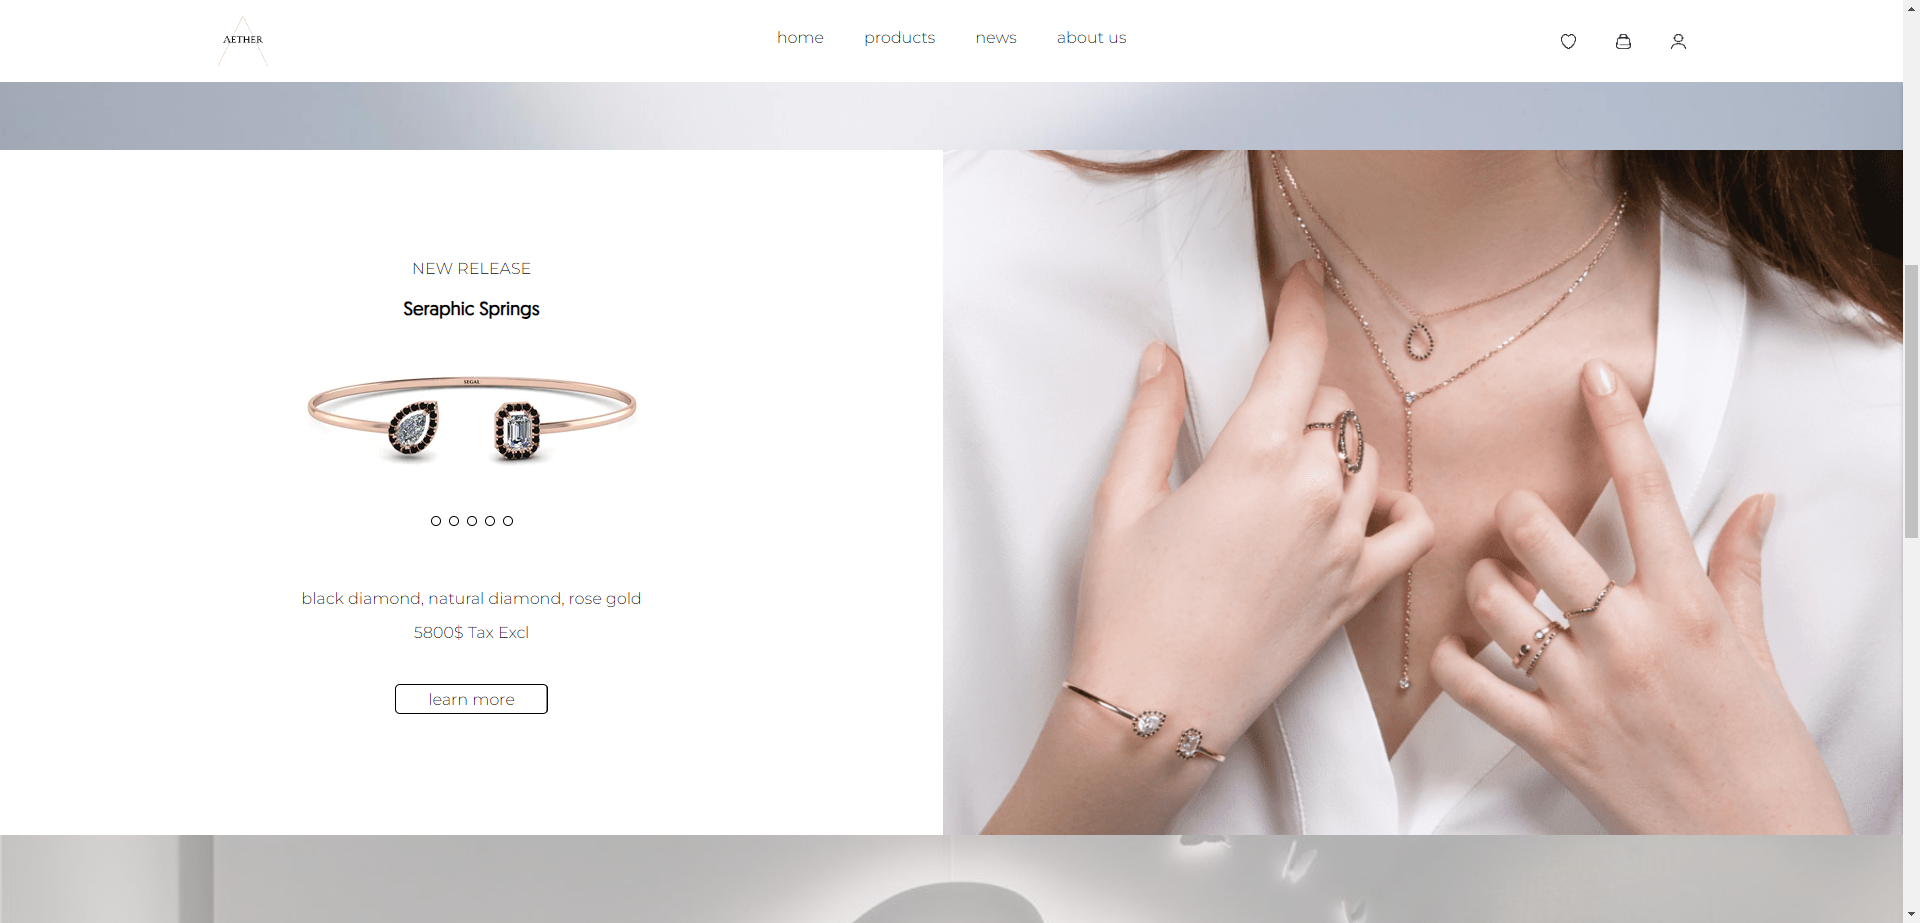 AETHER
home products news about us
NEW RELEASE
Seraphic Springs
SEGAL
black diamond, natural diamond, rose gold
5800$ Tax Excl
learn more